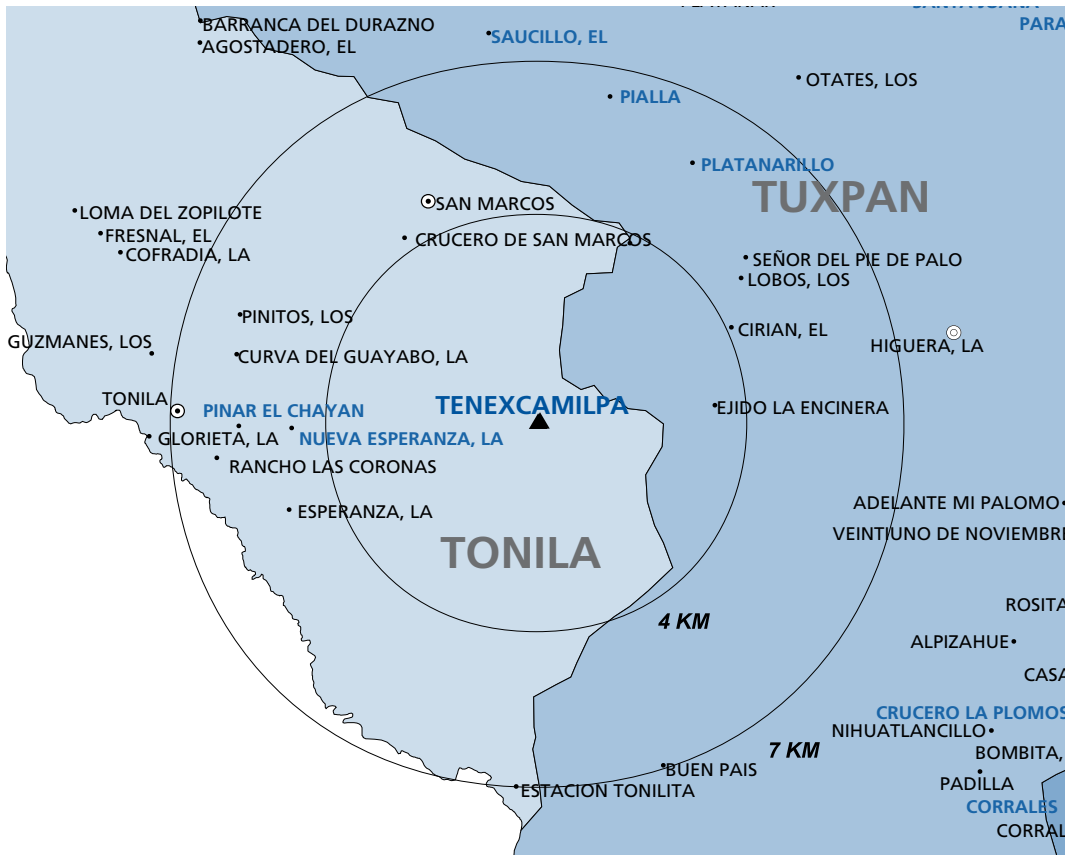 BARRANCA DEL DURAZNO
PARA
AGOSTADERO, EL
SAUCILLO, EL
OTATES, LOS
PIALLA
PLATANARILLO
TUXPAN
SAN MARCOS
LOMA DEL ZOPILOTE
FRESNAL, EL
CRUCERO DE SAN MARCOS
COFRADIA, LA
SEÑOR DEL PIE DE PALO
LOBOS, LOS
PINITOS, LOS
CIRIAN, EL
GUZMANES, LOS
HIGUERA, LA
CURVA DEL GUAYABO, LA
TONILA
PINAR EL CHAYAN
TENEXCAMILPA
EJIDO LA ENCINERA
GLORIETA, LA
NUEVA ESPERANZA, LA
RANCHO LAS CORONAS
ESPERANZA, LA
ADELANTE MI PALOMO
VEINTIUNO DE NOVIEMBRE
TONILA
ROSITA
4 KM
ALPIZAHUE
CASA
CRUCERO LA PLOMOS
NIHUATLANCILLO
7 KM
BOMBITA,
BUEN PAIS
PADILLA
ESTACION TONILITA
CORRALES
CORRAL